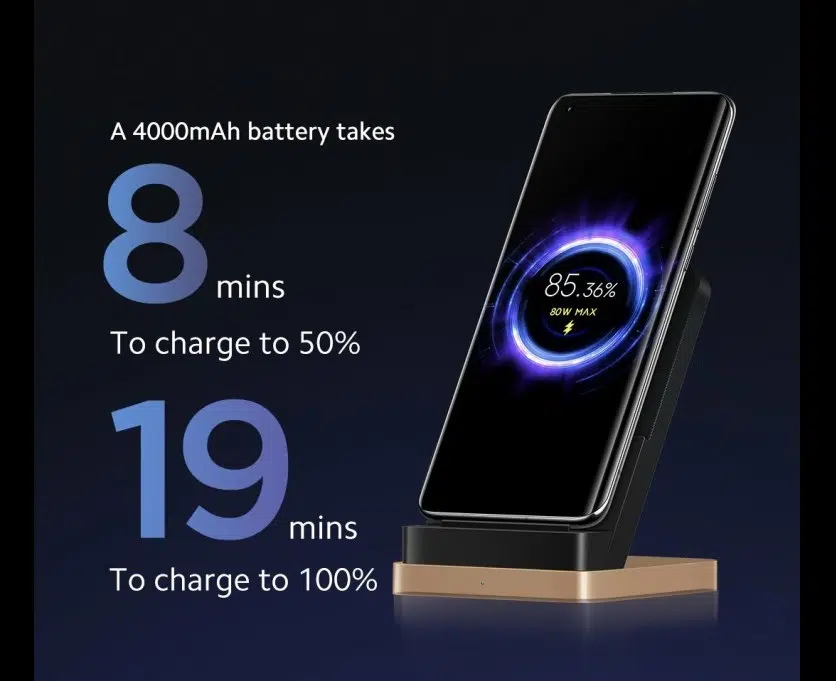 A 4000mAh battery takes
8 mins
To charge to 50%
19 mins
To charge to 100%
85.36%
80W MAX